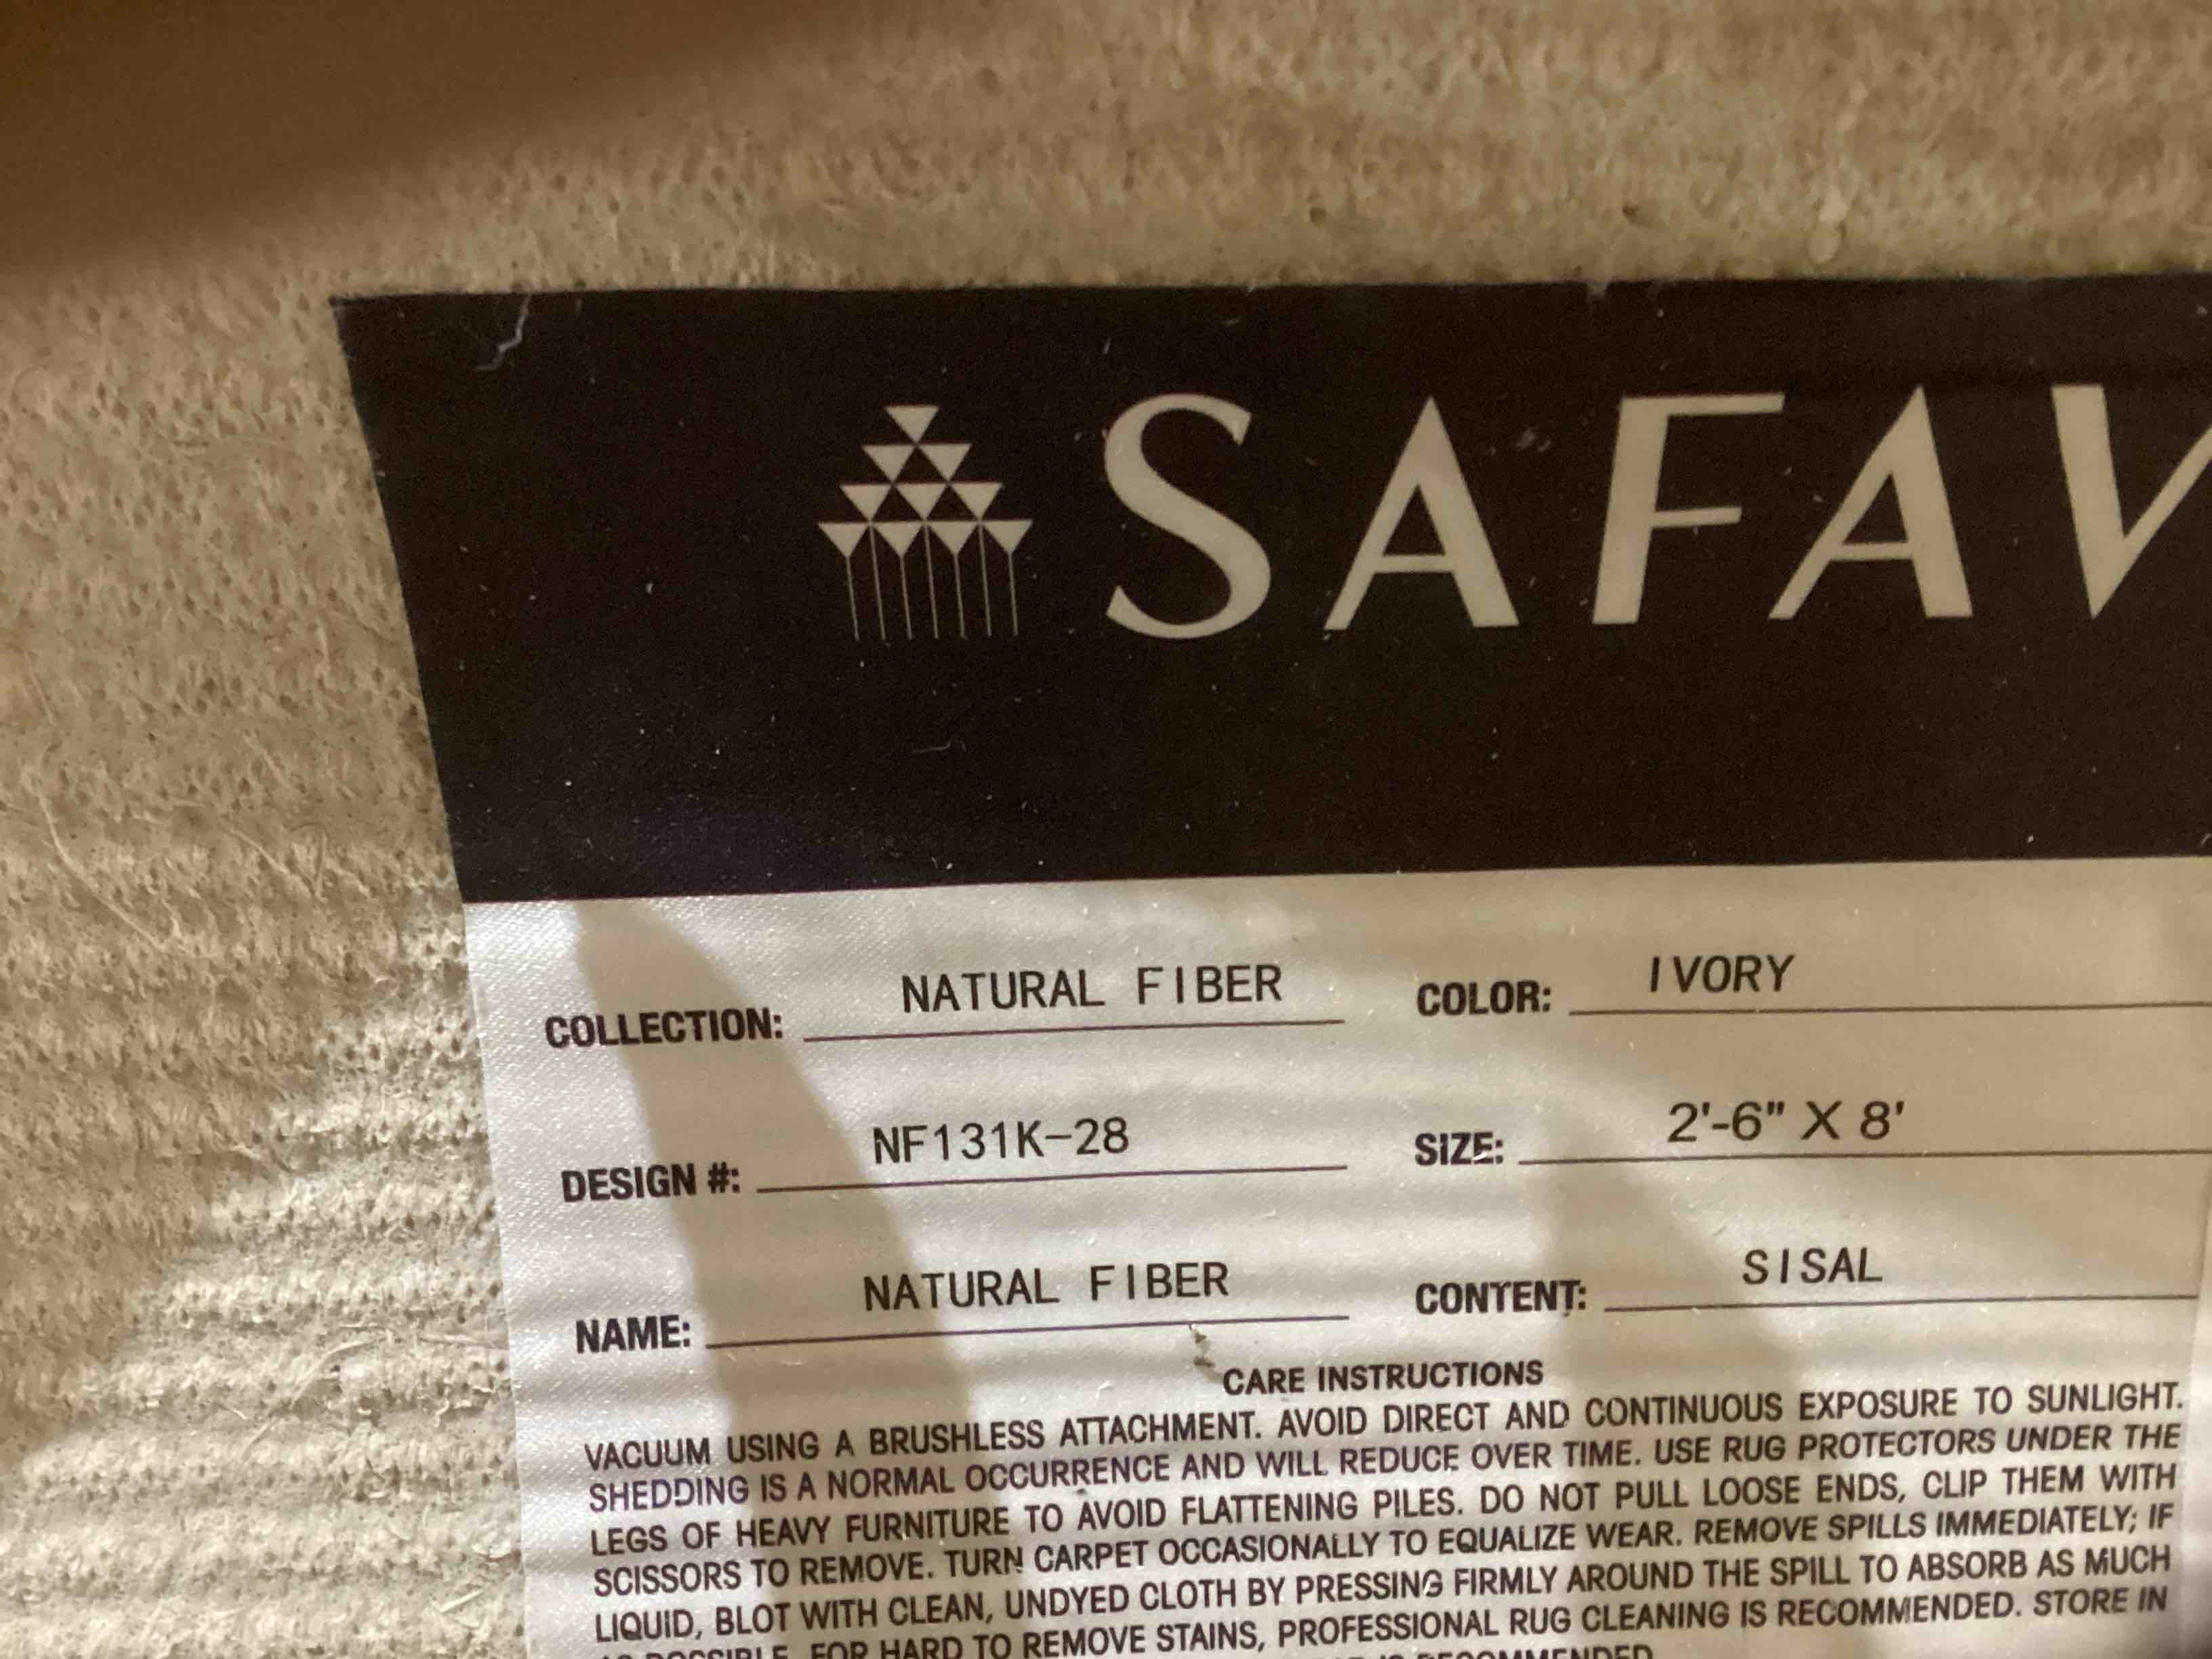 SAFAV
COLLECTION: NATURAL FIBER COLOR: IVORY
DESIGN #: NF131K-28 SIZE: 2'-6" X 8'
NAME: NATURAL FIBER CONTENT: SISAL
CARE INSTRUCTIONS
VACUUM USING A BRUSHLESS ATTACHMENT. AVOID DIRECT AND CONTINUOUS EXPOSURE TO SUNLIGHT.
SHEDDING IS A NORMAL OCCURRENCE AND WILL REDUCE OVER TIME. USE RUG PROTECTORS UNDER THE
LEGS OF HEAVY FURNITURE TO AVOID FLATTENING PILES. DO NOT PULL LOOSE ENDS, CLIP THEM WITH
SCISSORS TO REMOVE. TURN CARPET OCCASIONALLY TO EQUALIZE WEAR. REMOVE SPILLS IMMEDIATELY; IF
LIQUID, BLOT WITH CLEAN, UNDYED CLOTH BY PRESSING FIRMLY AROUND THE SPILL TO ABSORB AS MUCH
AS POSSIBLE. FOR HARD TO REMOVE STAINS, PROFESSIONAL RUG CLEANING IS RECOMMENDED. STORE IN
RECOMMENDED